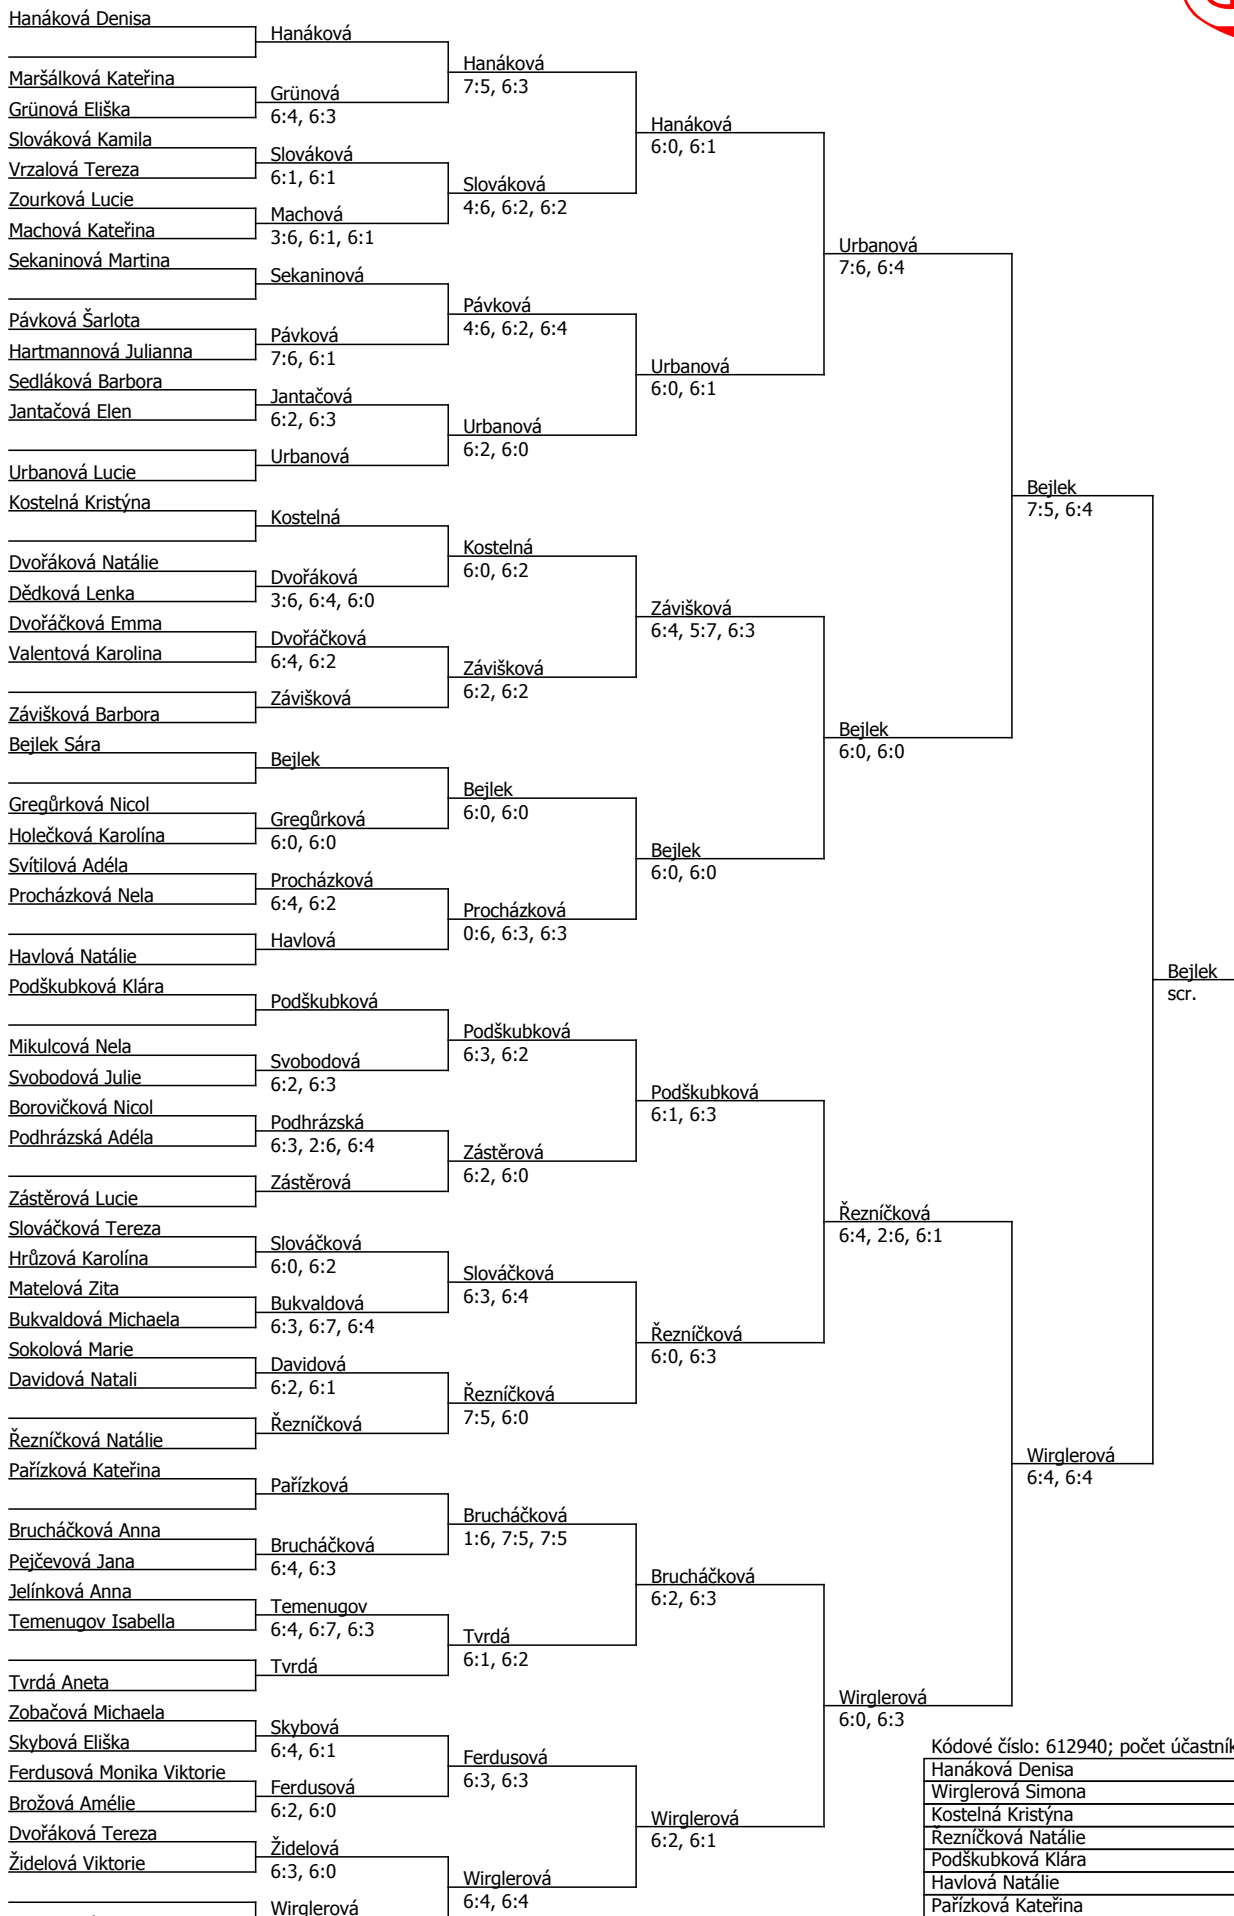 Hanáková Denisa
Maršálková Kateřina
Grünová Eliška
Slováková Kamila
Vrzalová Tereza
Zourková Lucie
Machová Kateřina
Sekaninová Martina
Pávková Šarlota
Hartmannová Julianna
Sedláková Barbora
Jantačová Elen
Urbanová Lucie
Kostelná Kristýna
Dvořáková Natálie
Dědková Lenka
Dvořáčková Emma
Valentová Karolina
Závišková Barbora
Bejlek Sára
Gregůrková Nicol
Holečková Karolína
Svítilová Adéla
Procházková Nela
Havlová Natálie
Podškubková Klára
Mikulcová Nela
Svobodová Julie
Borovičková Nicol
Podhrázská Adéla
Zástěrová Lucie
Slováčková Tereza
Hrůzová Karolína
Matelová Zita
Bukvaldová Michaela
Sokolová Marie
Davidová Natali
Řezníčková Natálie
Pařízková Kateřina
Brucháčková Anna
Pejčevová Jana
Jelínková Anna
Temenugov Isabella
Tvrdá Aneta
Zobačová Michaela
Skybová Eliška
Ferdusová Monika Viktorie
Brožová Amélie
Dvořáková Tereza
Židelová Viktorie
Hanáková
Grünová
6:4, 6:3
Slováková
6:1, 6:1
Machová
3:6, 6:1, 6:1
Sekaninová
Pávková
7:6, 6:1
Jantačová
6:2, 6:3
Urbanová
Kostelná
Dvořáková
3:6, 6:4, 6:0
Dvořáčková
6:4, 6:2
Závišková
Bejlek
Gregůrková
6:0, 6:0
Procházková
6:4, 6:2
Havlová
Podškubková
Svobodová
6:2, 6:3
Podhrázská
6:3, 2:6, 6:4
Zástěrová
Slováčková
6:0, 6:2
Bukvaldová
6:3, 6:7, 6:4
Davidová
6:2, 6:1
Řezníčková
Pařízková
Brucháčková
6:4, 6:3
Temenugov
6:4, 6:7, 6:3
Tvrdá
Skybová
6:4, 6:1
Ferdusová
6:2, 6:0
Židelová
6:3, 6:0
Wirglerová
Hanáková
7:5, 6:3
Slováková
4:6, 6:2, 6:2
Pávková
4:6, 6:2, 6:4
Urbanová
6:2, 6:0
Kostelná
6:0, 6:2
Závišková
6:2, 6:2
Bejlek
6:0, 6:0
Procházková
0:6, 6:3, 6:3
Podškubková
6:3, 6:2
Zástěrová
6:2, 6:0
Slováčková
6:3, 6:4
Řezníčková
7:5, 6:0
Brucháčková
1:6, 7:5, 7:5
Tvrdá
6:1, 6:2
Ferdusová
6:3, 6:3
Wirglerová
6:4, 6:4
Hanáková
6:0, 6:1
Urbanová
6:0, 6:1
Závišková
6:4, 5:7, 6:3
Bejlek
6:0, 6:0
Podškubková
6:1, 6:3
Řezníčková
6:0, 6:3
Brucháčková
6:2, 6:3
Wirglerová
6:2, 6:1
Urbanová
7:6, 6:4
Bejlek
6:0, 6:0
Řezníčková
6:4, 2:6, 6:1
Wirglerová
6:0, 6:3
Bejlek
7:5, 6:4
Wirglerová
6:4, 6:4
Bejlek
scr.
Kódové číslo: 612940; počet účastník
Hanáková Denisa
Wirglerová Simona
Kostelná Kristýna
Řezníčková Natálie
Podškubková Klára
Havlová Natálie
Pařízková Kateřina